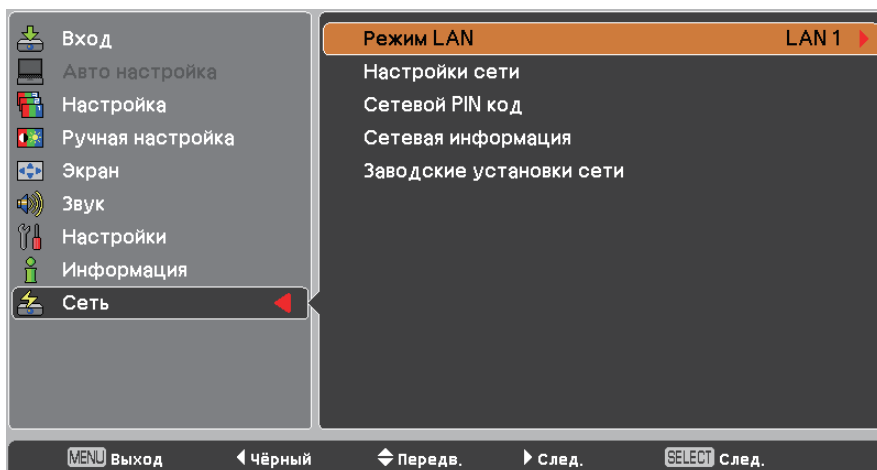 Вход
Авто настройка
Настройка
Ручная настройка
Экран
Звук
Настройки
Информация
Сеть
Режим LAN LAN 1
Настройки сети
Сетевой PIN код
Сетевая информация
Заводские установки сети
MENU Выход Чёрный Передв. След. SELECT След.